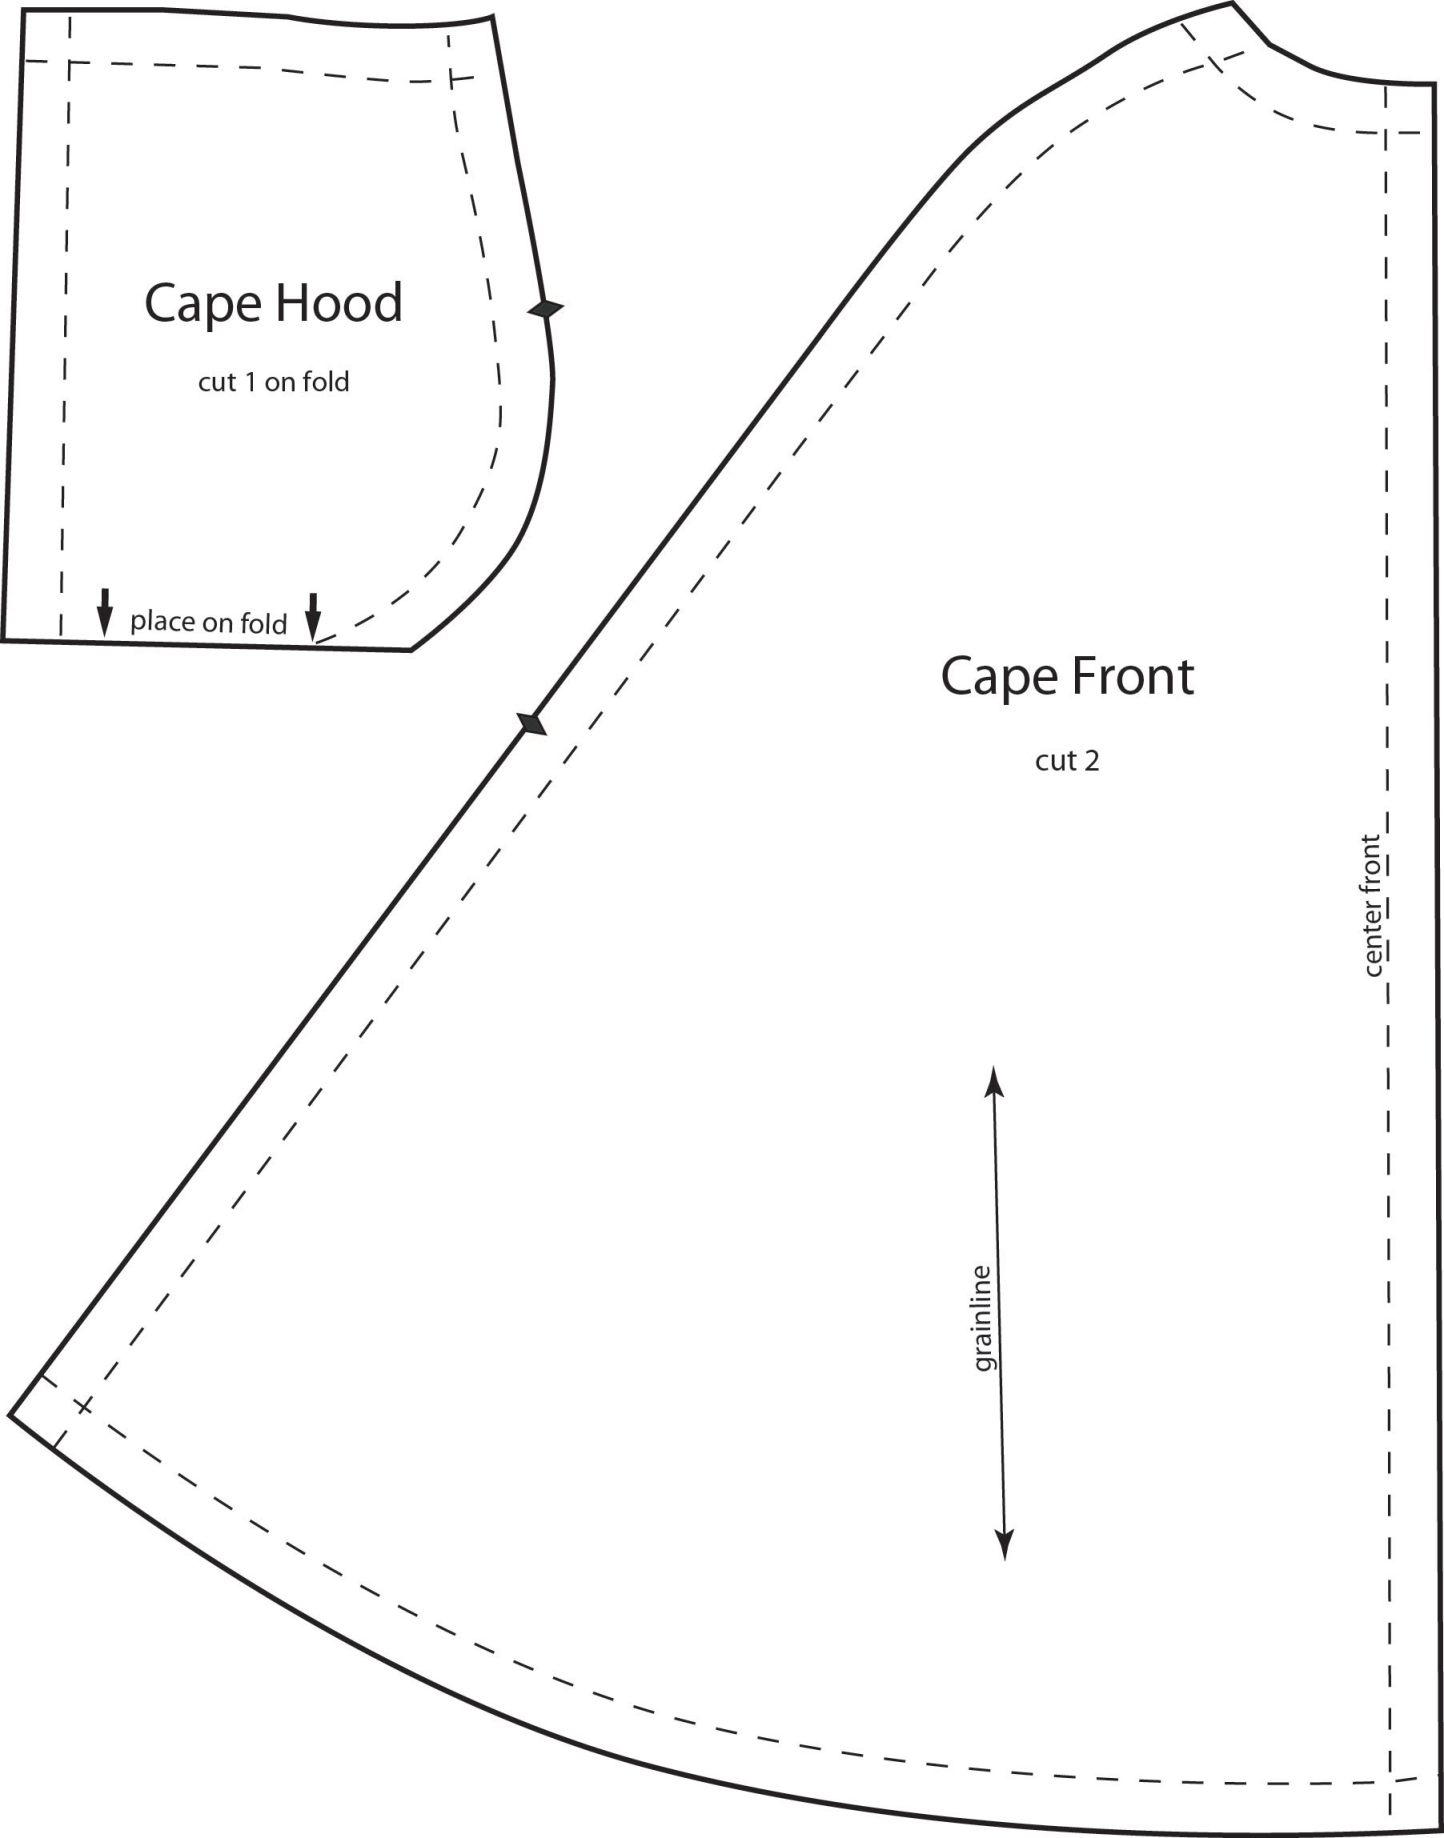 Cape Hood
cut 1 on fold
place on fold
Cape Front
cut 2
center front
grainline